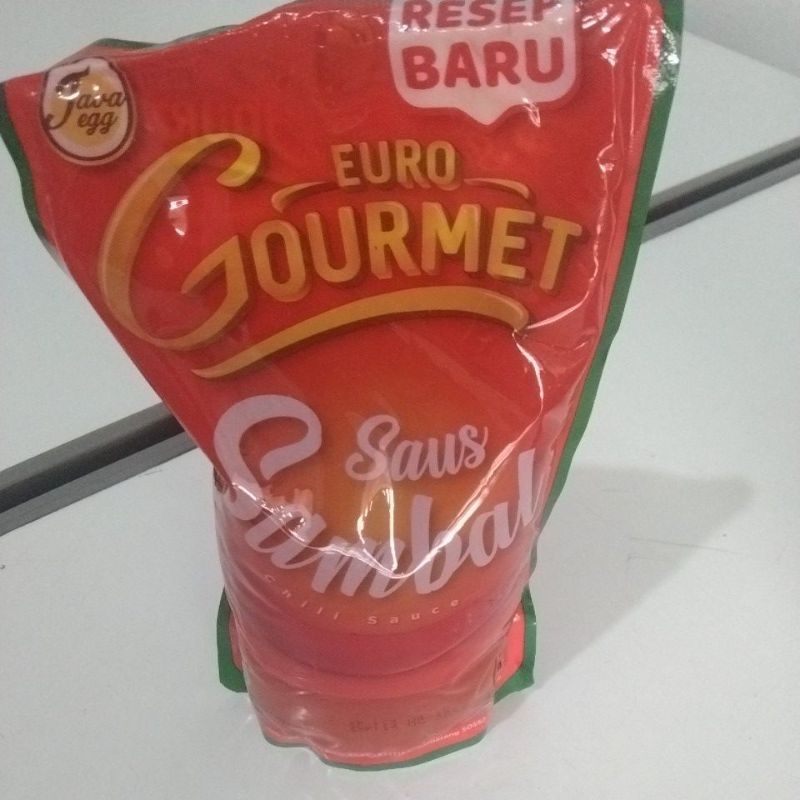 RESEP
BARU
Java
egg
EURO
GOURMET
Saus
Sambal
Chili Sauce